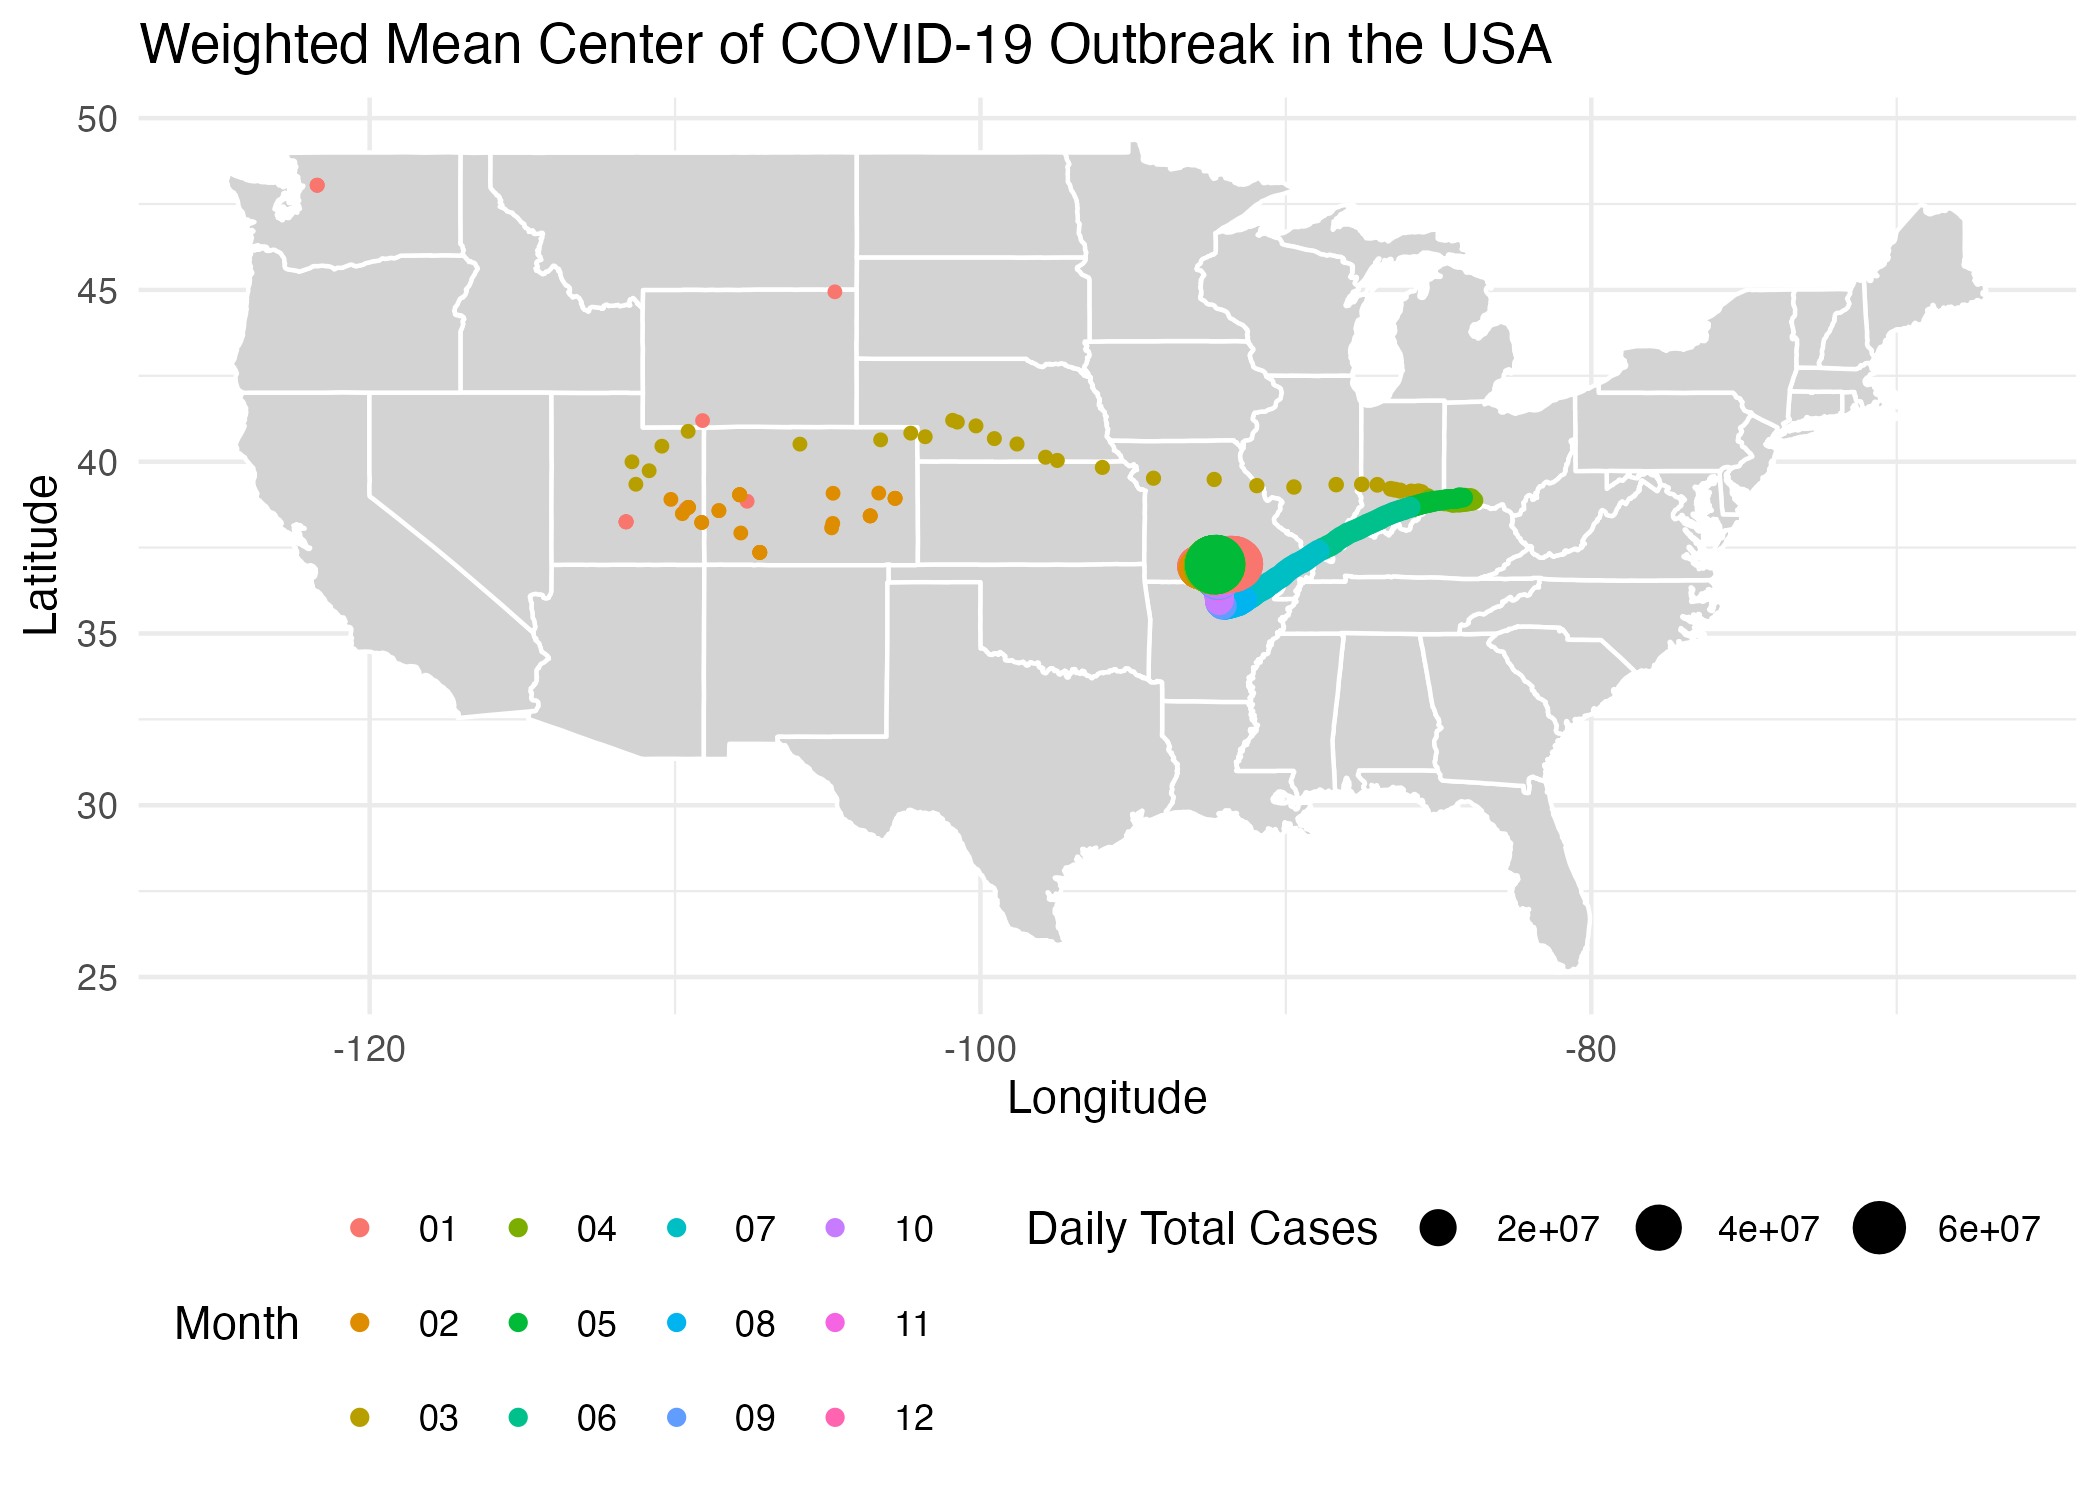 Weighted Mean Center of COVID-19 Outbreak in the USA
50
45
40
35
30
25
Latitude
-120 -100 -80
Longitude
Month
01 04 07 10
02 05 08 11
03 06 09 12
Daily Total Cases 2e+07 4e+07 6e+07